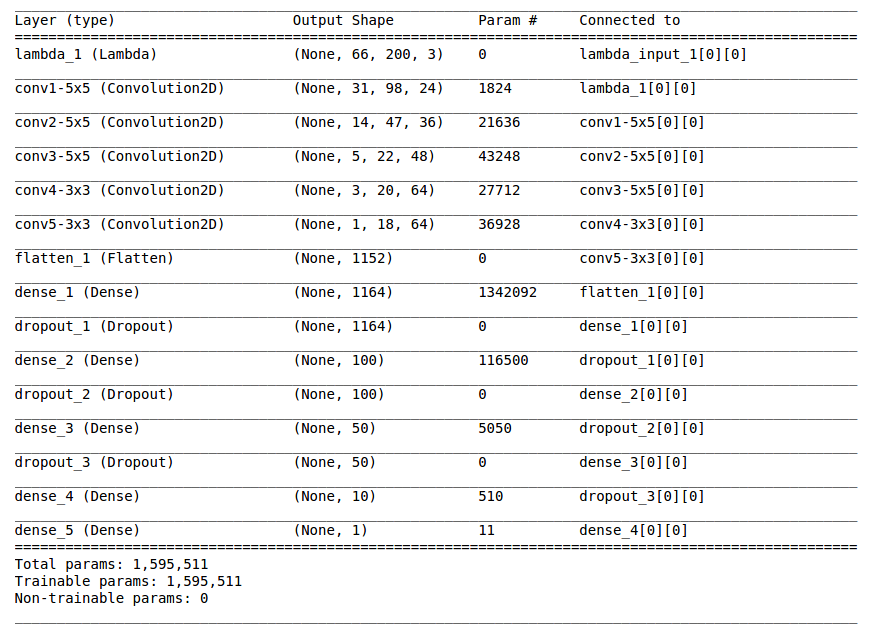 Layer (type) Output Shape Param # Connected to
lambda_1 (Lambda) (None, 66, 200, 3) 0 lambda_input_1[0][0]
conv1-5x5 (Convolution2D) (None, 31, 98, 24) 1824 lambda_1[0][0]
conv2-5x5 (Convolution2D) (None, 14, 47, 36) 21636 conv1-5x5[0][0]
conv3-5x5 (Convolution2D) (None, 5, 22, 48) 43248 conv2-5x5[0][0]
conv4-3x3 (Convolution2D) (None, 3, 20, 64) 27712 conv3-5x5[0][0]
conv5-3x3 (Convolution2D) (None, 1, 18, 64) 36928 conv4-3x3[0][0]
flatten_1 (Flatten) (None, 1152) 0 conv5-3x3[0][0]
dense_1 (Dense) (None, 1164) 1342092 flatten_1[0][0]
dropout_1 (Dropout) (None, 1164) 0 dense_1[0][0]
dense_2 (Dense) (None, 100) 116500 dropout_1[0][0]
dropout_2 (Dropout) (None, 100) 0 dense_2[0][0]
dense_3 (Dense) (None, 50) 5050 dropout_2[0][0]
dropout_3 (Dropout) (None, 50) 0 dense_3[0][0]
dense_4 (Dense) (None, 10) 510 dropout_3[0][0]
dense_5 (Dense) (None, 1) 11 dense_4[0][0]
Total params: 1,595,511
Trainable params: 1,595,511
Non-trainable params: 0